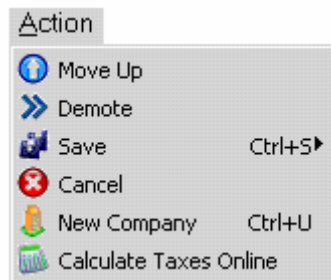 Action
Move Up
Demote
Save Ctrl+S
Cancel
New Company Ctrl+U
Calculate Taxes Online